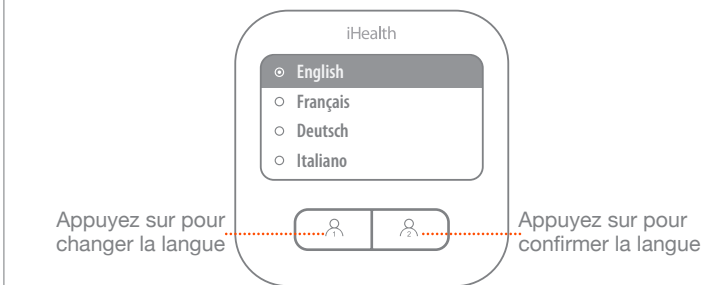 iHealth
English
Français
Deutsch
Italiano
Appuyez sur pour
changer la langue
1
2
Appuyez sur pour
confirmer la langue